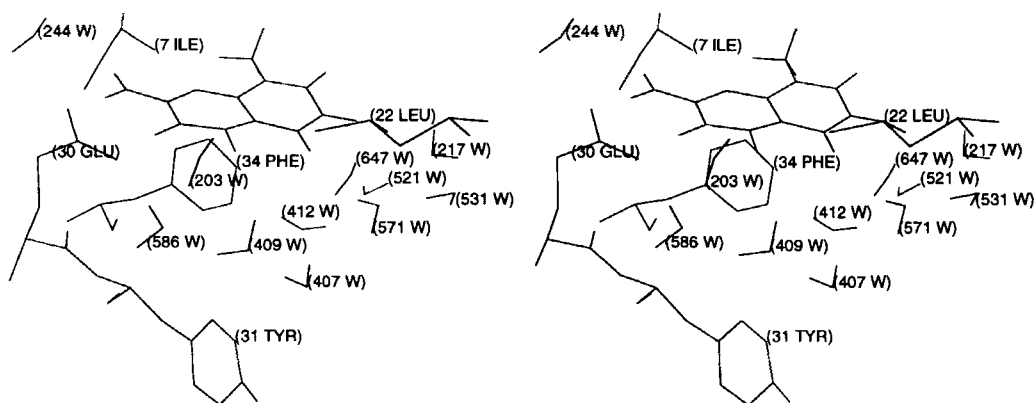 (244 W)
(7 ILE)
(22 LEU)
(30 GLU)
(34 PHE)
(217 W)
(647 W)
(203 W)
(521 W)
(531 W)
(412 W)
(571 W)
(586 W)
(409 W)
(407 W)
(31 TYR)
(244 W)
(7 ILE)
(22 LEU)
(30 GLU)
(34 PHE)
(217 W)
(647 W)
(203 W)
(521 W)
(531 W)
(412 W)
(571 W)
(586 W)
(409 W)
(407 W)
(31 TYR)